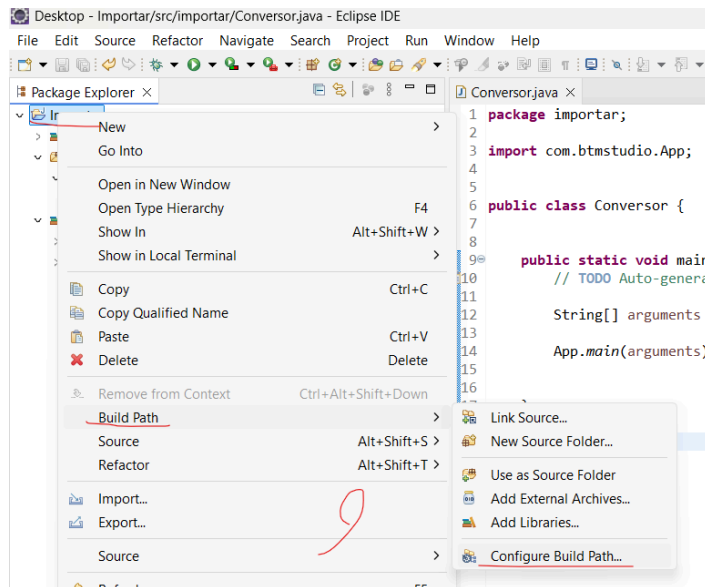 Desktop - Importar/src/importar/Conversor.java - Eclipse IDE
File Edit Source Refactor Navigate Search Project Run Window Help
Package Explorer
Conversor.java
New
Go Into
Open in New Window
Open Type Hierarchy F4
Show In Alt+Shift+W
Show in Local Terminal
Copy Ctrl+C
Copy Qualified Name
Paste Ctrl+V
Delete Delete
Remove from Context Ctrl+Alt+Shift+Down
Build Path
Source Alt+Shift+S
Refactor Alt+Shift+T
Import...
Export...
Source
9
1 package importar;
2
3 import com.btmstudio.App;
4
5
6 public class Conversor {
7
8
9 public static void main
10 // TODO Auto-genera
11
12 String[] arguments
13
14 App.main(arguments)
15
16
Link Source...
New Source Folder...
Use as Source Folder
Add External Archives...
Add Libraries...
Configure Build Path...